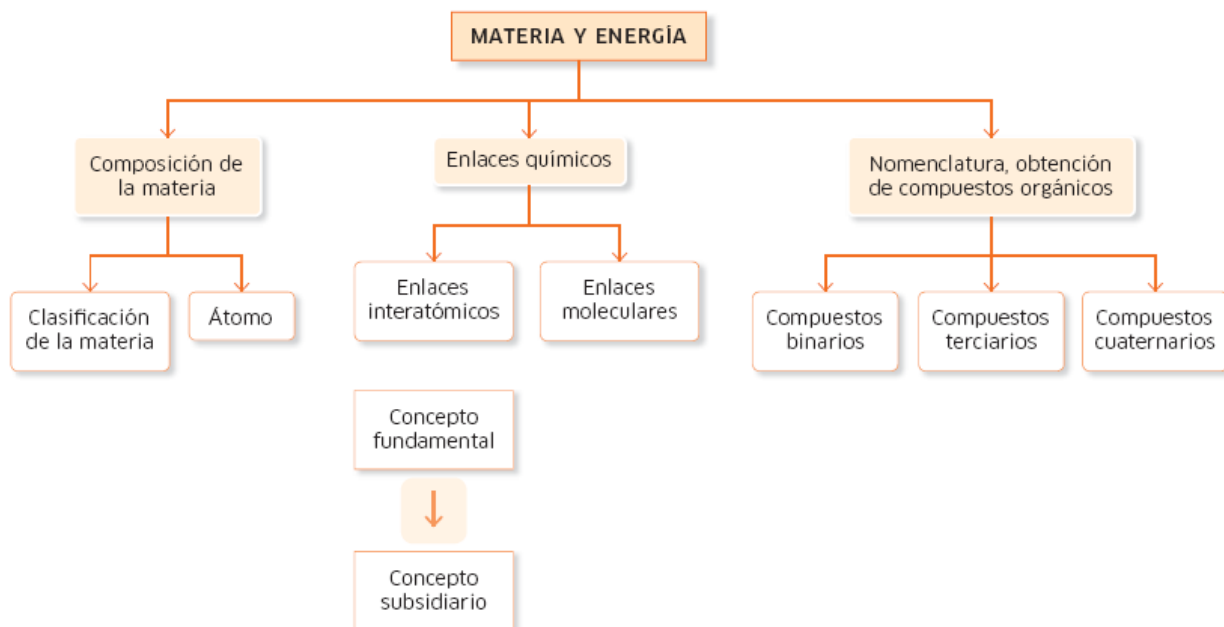 MATERIA Y ENERGÍA
Composición de
la materia
Enlaces químicos
Nomenclatura, obtención
de compuestos orgánicos
Clasificación
de la materia
Átomo
Enlaces
interatómicos
Enlaces
moleculares
Compuestos
binarios
Compuestos
terciarios
Compuestos
cuaternarios
Concepto
fundamental
Concepto
subsidiario